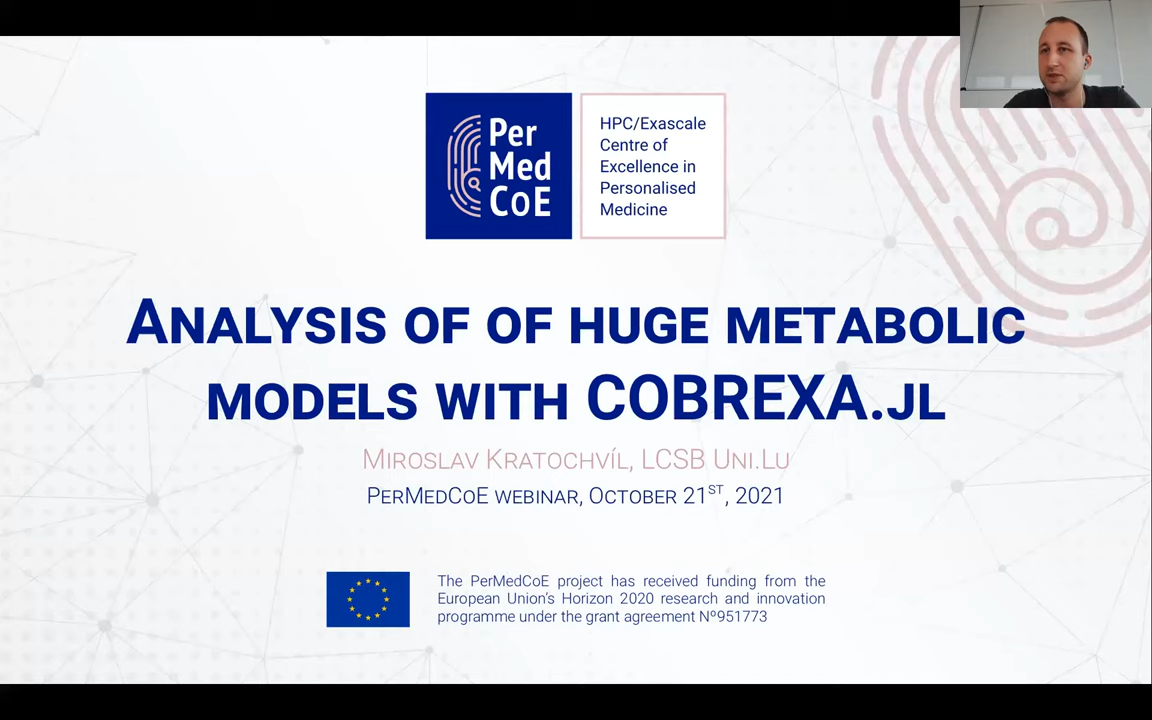 Per
Med
CoE
HPC/Exascale
Centre of
Excellence in
Personalised
Medicine
Analysis of of huge metabolic
models with COBREXA.jl
Miroslav Kratochvíl, LCSB Uni.Lu
PerMedCoE webinar, October 21ST, 2021
The PerMedCoE project has received funding from the
European Union's Horizon 2020 research and innovation
programme under the grant agreement Nº951773